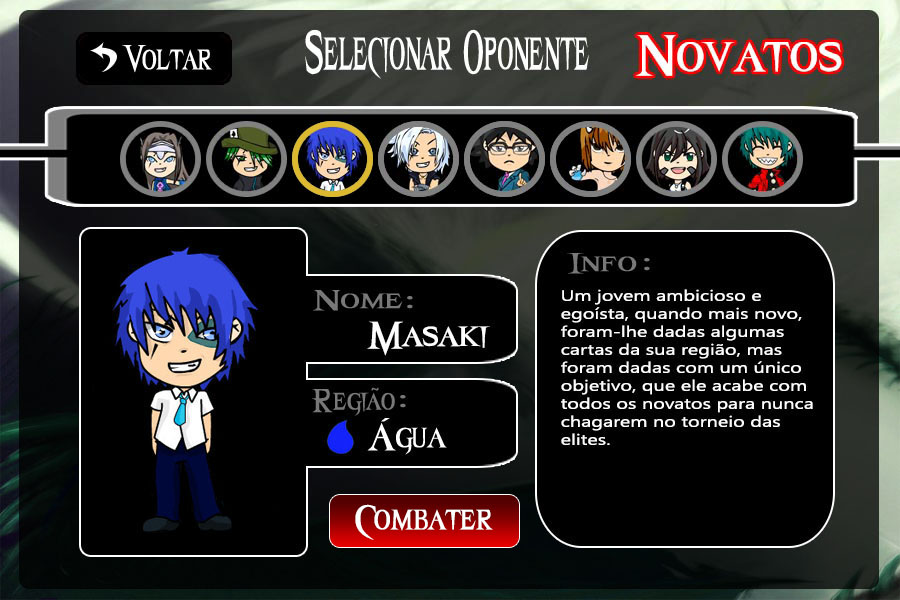 Voltar
Selecionar Oponente
Novatos
Nome:
Masaki
Região:
Água
Combater
Info:
Um jovem ambicioso e
egoísta, quando mais novo,
foram-lhe dadas algumas
cartas da sua região, mas
foram dadas com um único
objetivo, que ele acabe com
todos os novatos para nunca
chagarem no torneio das
elites.